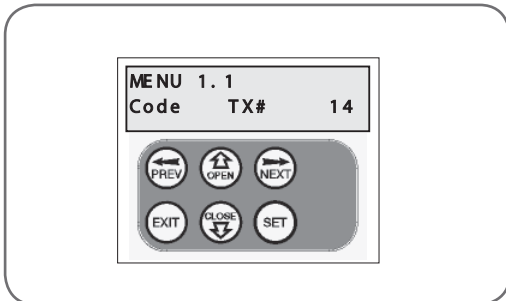 MENU 1.1
Code TX# 14
PREV OPEN NEXT
EXIT CLOSE SET